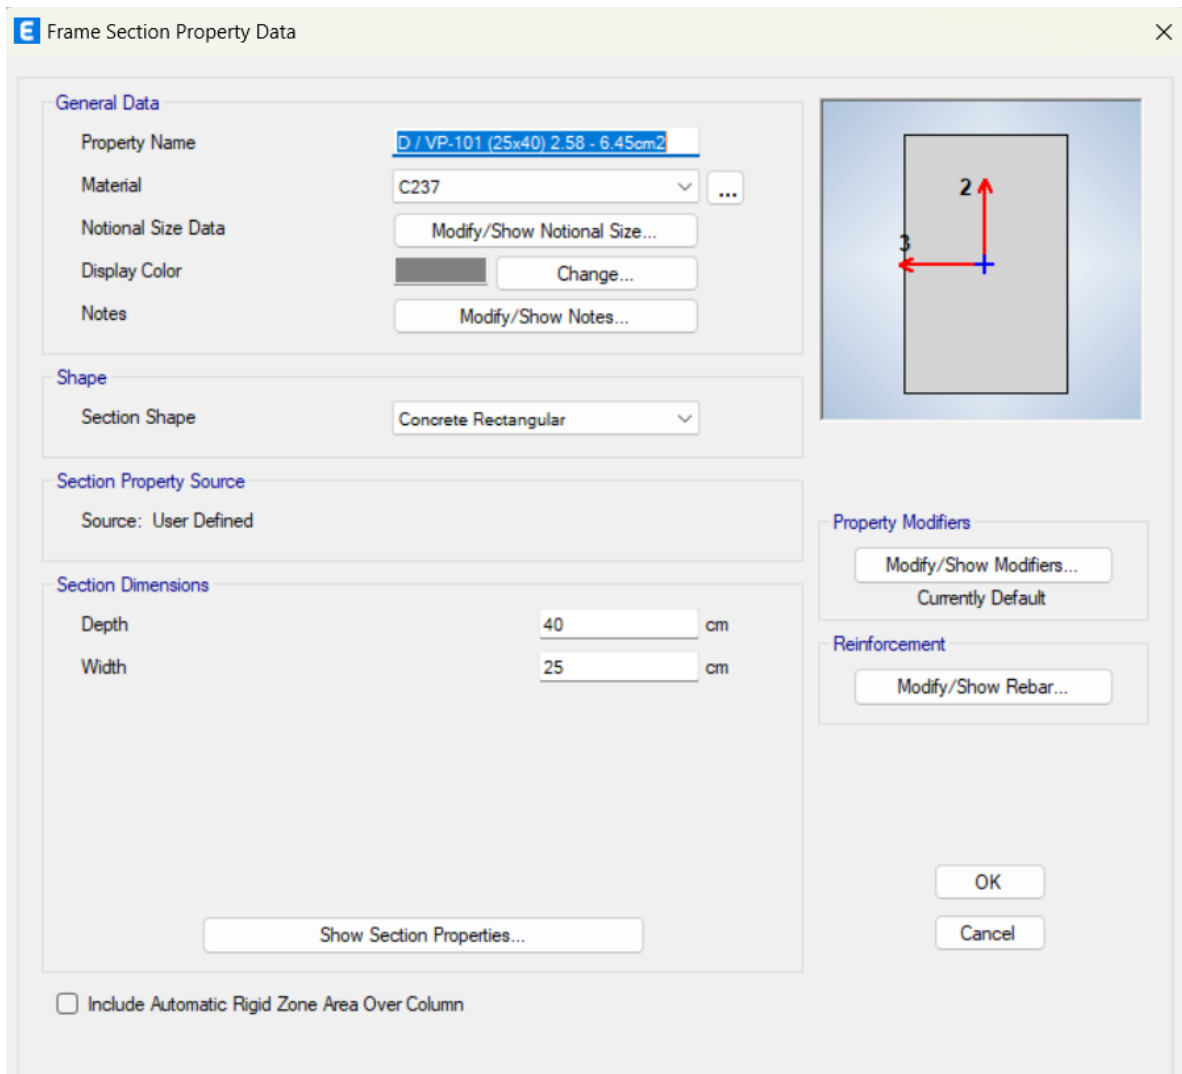 E Frame Section Property Data
General Data
Property Name D / VP-101 (25x40) 2.58 - 6.45cm2
Material C237 ...
Notional Size Data Modify/Show Notional Size...
Display Color Change...
Notes Modify/Show Notes...
2
3
Shape
Section Shape Concrete Rectangular
Section Property Source
Source: User Defined
Property Modifiers
Modify/Show Modifiers...
Currently Default
Section Dimensions
Depth 40 cm
Width 25 cm
Reinforcement
Modify/Show Rebar...
Show Section Properties...
OK
Cancel
Include Automatic Rigid Zone Area Over Column